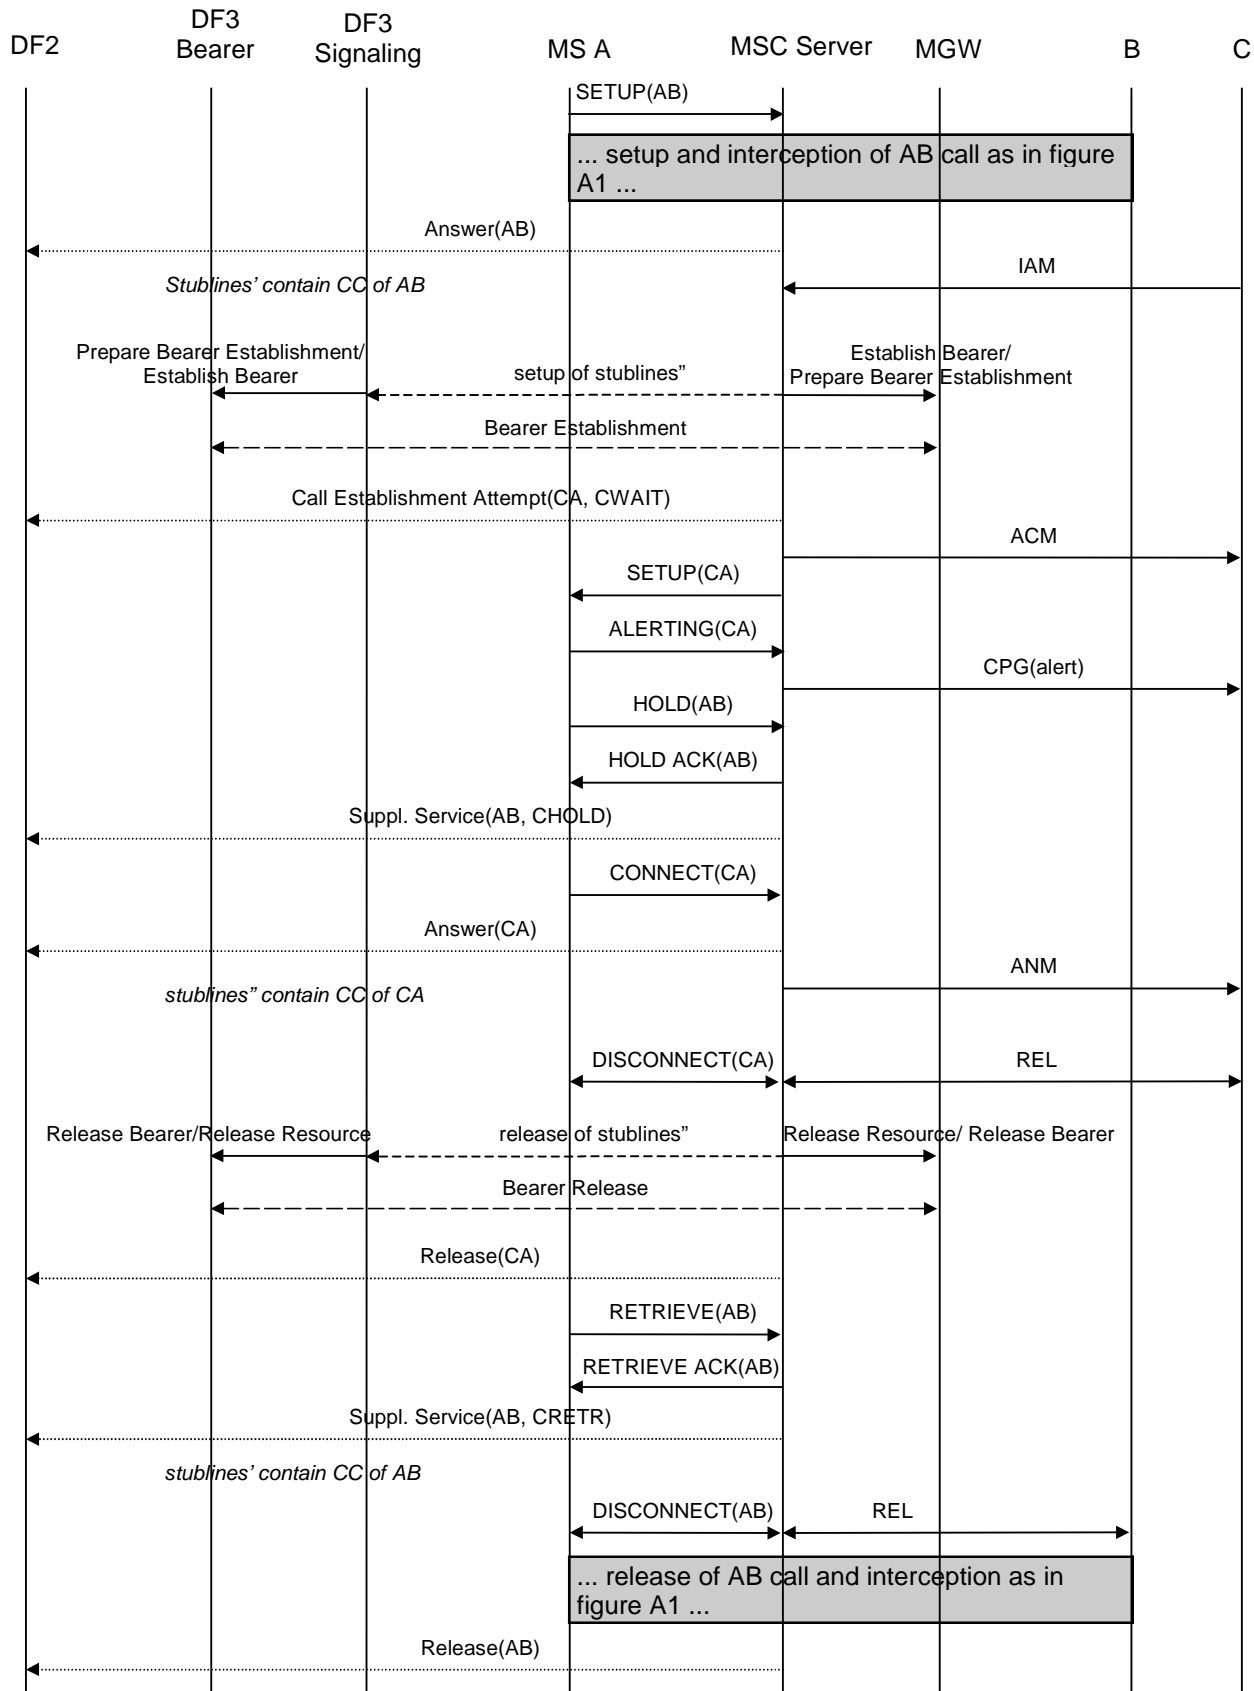 DF2
DF3
Bearer
DF3
Signaling
MS A
MSC Server
MGW
B
C
SETUP(AB)
... setup and interception of AB call as in figure
A1 ...
Answer(AB)
IAM
Stublines’ contain CC of AB
Prepare Bearer Establishment/
Establish Bearer
setup of stublines”
Establish Bearer/
Prepare Bearer Establishment
Bearer Establishment
Call Establishment Attempt(CA, CWAIT)
ACM
SETUP(CA)
ALERTING(CA)
CPG(alert)
HOLD(AB)
HOLD ACK(AB)
Suppl. Service(AB, CHOLD)
CONNECT(CA)
Answer(CA)
ANM
stublines” contain CC of CA
DISCONNECT(CA)
REL
Release Bearer/Release Resource
release of stublines”
Release Resource/ Release Bearer
Bearer Release
Release(CA)
RETRIEVE(AB)
RETRIEVE ACK(AB)
Suppl. Service(AB, CRETR)
stublines’ contain CC of AB
DISCONNECT(AB)
REL
... release of AB call and interception as in
figure A1 ...
Release(AB)